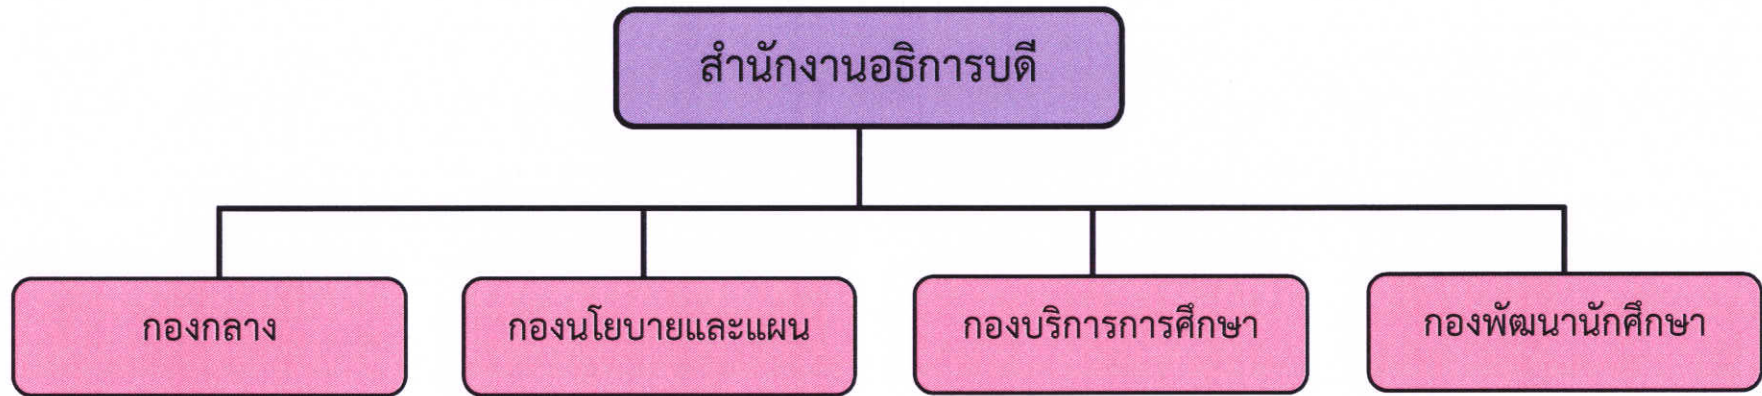 สำนักงานอธิการบดี
กองกลาง
กองนโยบายและแผน
กองบริการการศึกษา
กองพัฒนานักศึกษา